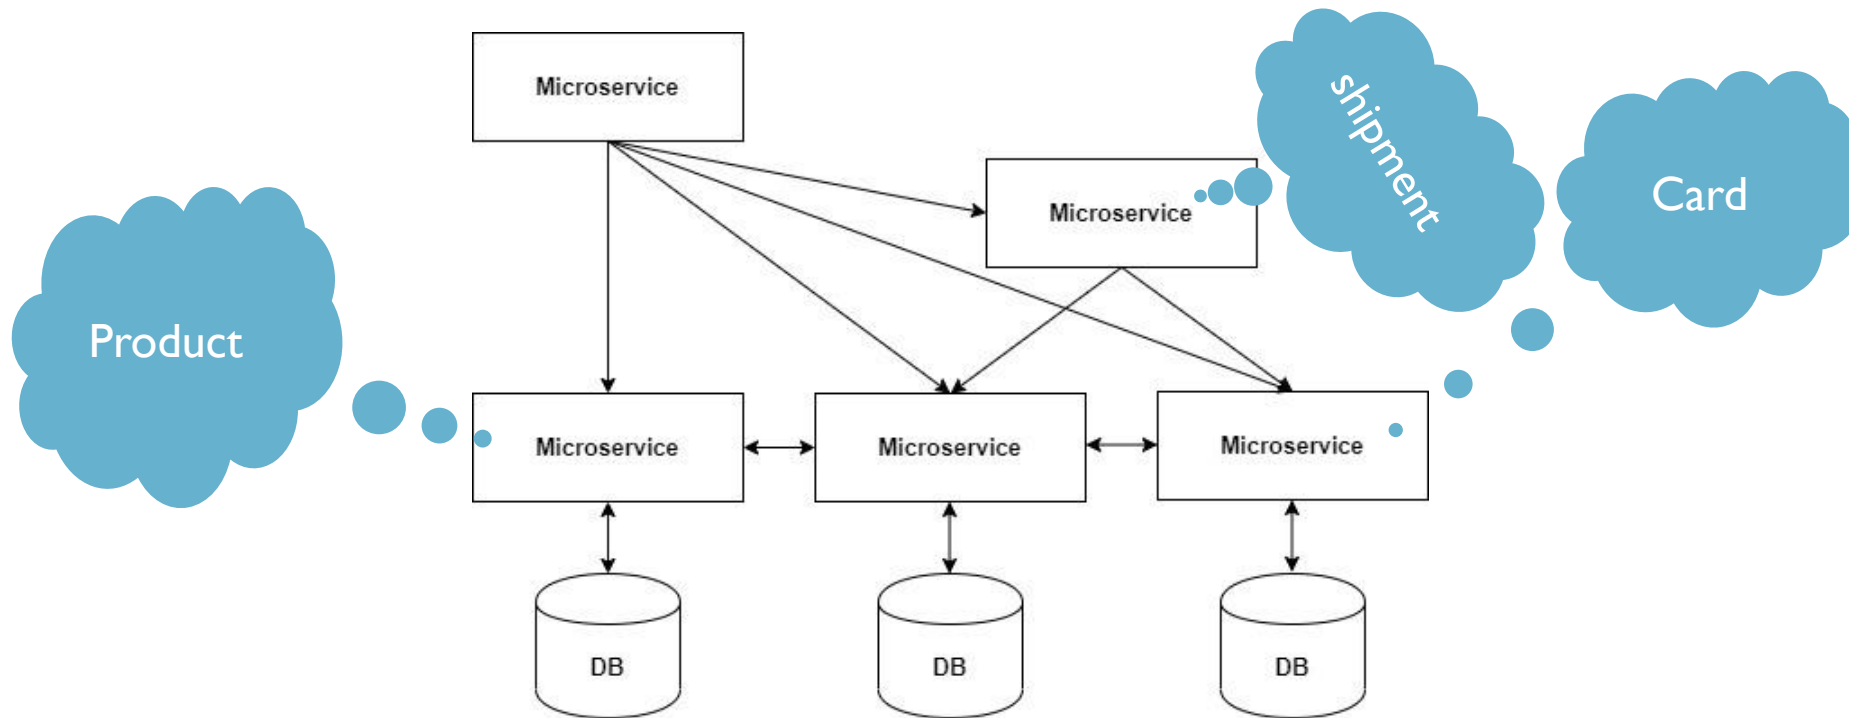 Microservice
shipment
Card
Microservice
Product
Microservice
Microservice
Microservice
DB
DB
DB